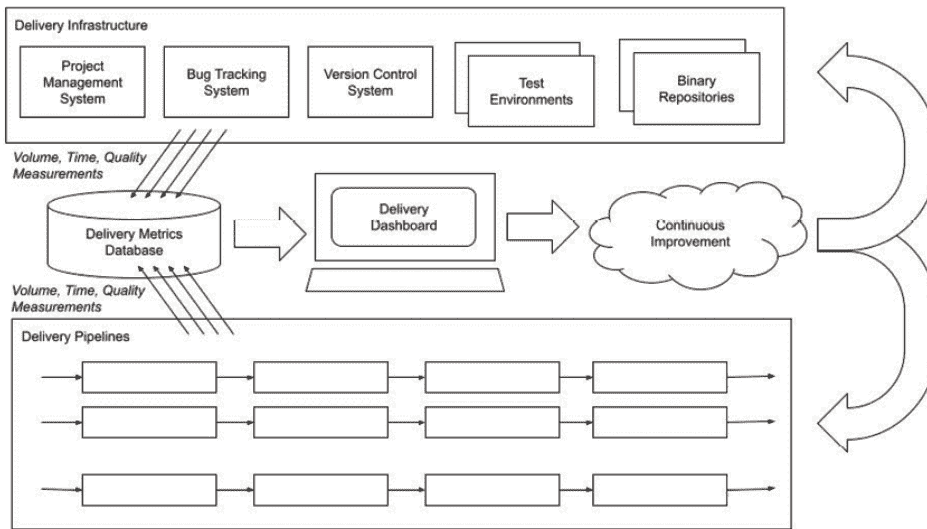 Delivery Infrastructure
Project
Management
System
Bug Tracking
System
Version Control
System
Test
Environments
Binary
Repositories
Volume, Time, Quality
Measurements
Delivery Metrics
Database
Delivery
Dashboard
Continuous
Improvement
Volume, Time, Quality
Measurements
Delivery Pipelines